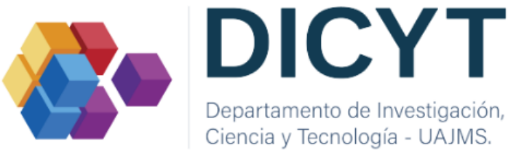 DICYT
Departamento de Investigación,
Ciencia y Tecnología - UAJMS.